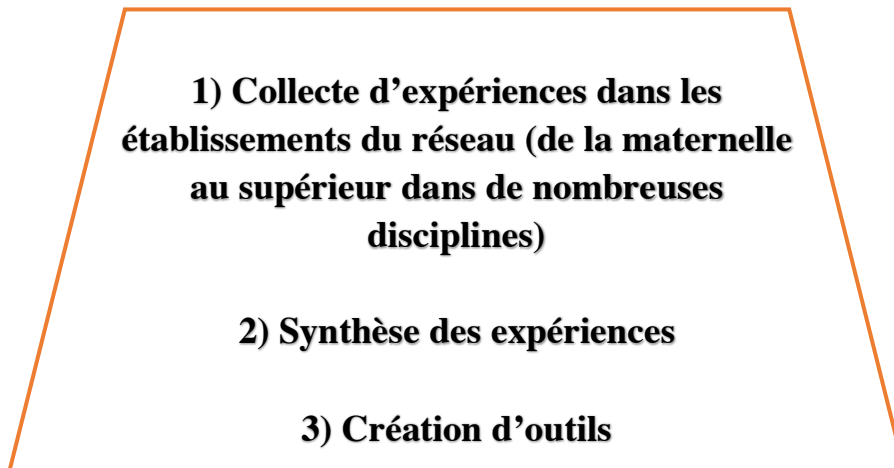 1) Collecte d’expériences dans les
établissements du réseau (de la maternelle
au supérieur dans de nombreuses
disciplines)
2) Synthèse des expériences
3) Création d’outils